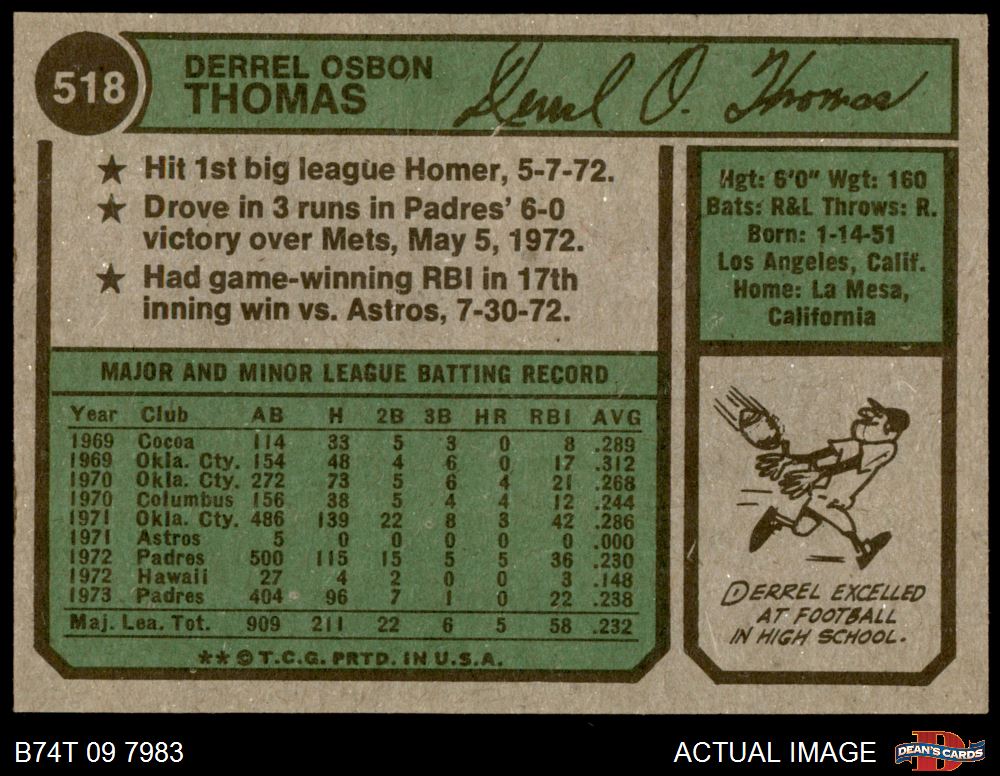 518
DERREL OSBON
THOMAS
Derrel O. Thomas
★ Hit 1st big league Homer, 5-7-72.
★ Drove in 3 runs in Padres' 6-0
victory over Mets, May 5, 1972.
★ Had game-winning RBI in 17th
inning win vs. Astros, 7-30-72.
Hgt: 6'0" Wgt: 160
Bats: R&L Throws: R.
Born: 1-14-51
Los Angeles, Calif.
Home: La Mesa,
California
MAJOR AND MINOR LEAGUE BATTING RECORD
Year Club AB H 2B 3B HR RBI AVG
1969 Cocoa 114 33 5 3 0 8 .289
1969 Okla. Cty. 154 48 4 6 0 17 .312
1970 Okla. Cty. 272 73 5 6 4 21 .268
1970 Columbus 156 38 5 4 4 12 .244
1971 Okla. Cty. 486 139 22 8 3 42 .286
1971 Astros 5 0 0 0 0 0 .000
1972 Padres 500 115 15 5 5 36 .230
1972 Hawaii 27 4 2 0 0 3 .148
1973 Padres 404 96 7 1 0 22 .238
Maj. Lea. Tot. 909 211 22 6 5 58 .232
** © T.C.G. PRTD. IN U.S.A.
DERREL EXCELLED
AT FOOTBALL
IN HIGH SCHOOL.
B74T 09 7983
ACTUAL IMAGE
DEAN'S CARDS